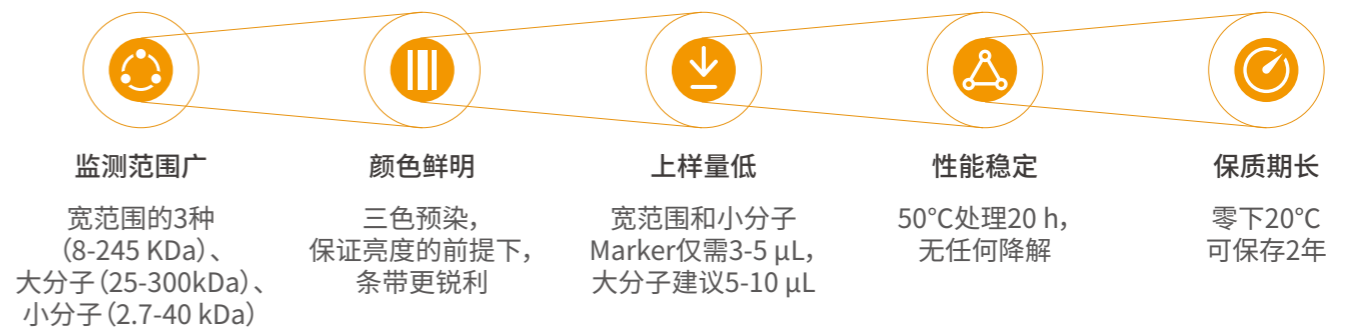 监测范围广
宽范围的3种
（8-245 KDa）、
大分子（25-300kDa）、
小分子（2.7-40 kDa）
颜色鲜明
三色预染，
保证亮度的前提下，
条带更锐利
上样量低
宽范围和小分子
Marker仅需3-5 µL，
大分子建议5-10 µL
性能稳定
50℃处理20 h，
无任何降解
保质期长
零下20℃
可保存2年